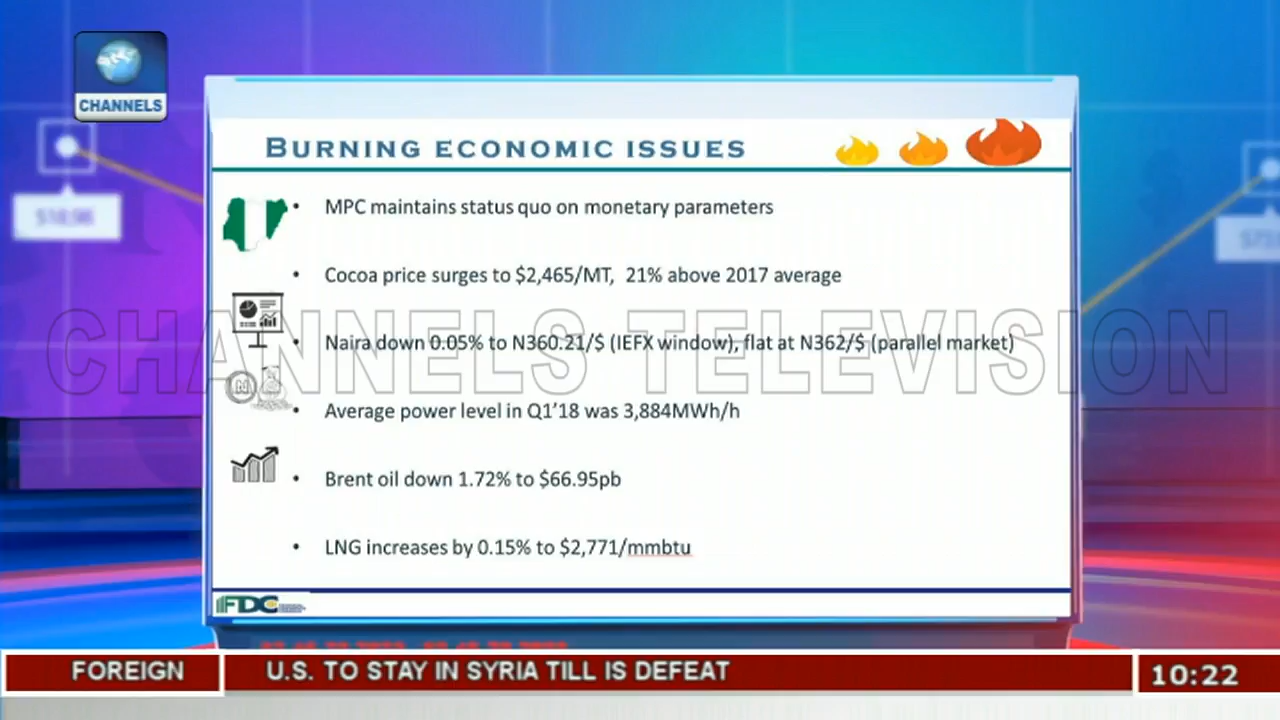 CHANNELS
BURNING ECONOMIC ISSUES
• MPC maintains status quo on monetary parameters
• Cocoa price surges to $2,465/MT, 21% above 2017 average
CHANNELS TELEVISION
• Naira down 0.05% to N360.21/$ (IEFX window), flat at N362/$ (parallel market)
N
• Average power level in Q1'18 was 3,884MWh/h
• Brent oil down 1.72% to $66.95pb
• LNG increases by 0.15% to $2,771/mmbtu
FDC
FOREIGN
U.S. TO STAY IN SYRIA TILL IS DEFEAT
10:22